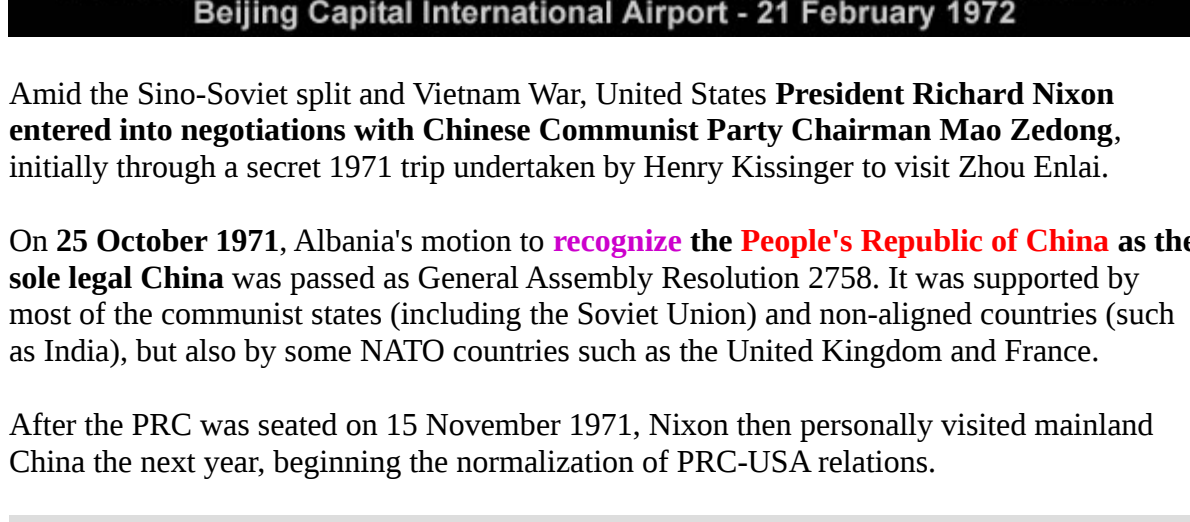 Beijing Capital International Airport - 21 February 1972
Amid the Sino-Soviet split and Vietnam War, United States President Richard Nixon
entered into negotiations with Chinese Communist Party Chairman Mao Zedong,
initially through a secret 1971 trip undertaken by Henry Kissinger to visit Zhou Enlai.
On 25 October 1971, Albania's motion to recognize the People's Republic of China as the
sole legal China was passed as General Assembly Resolution 2758. It was supported by
most of the communist states (including the Soviet Union) and non-aligned countries (such
as India), but also by some NATO countries such as the United Kingdom and France.
After the PRC was seated on 15 November 1971, Nixon then personally visited mainland
China the next year, beginning the normalization of PRC-USA relations.